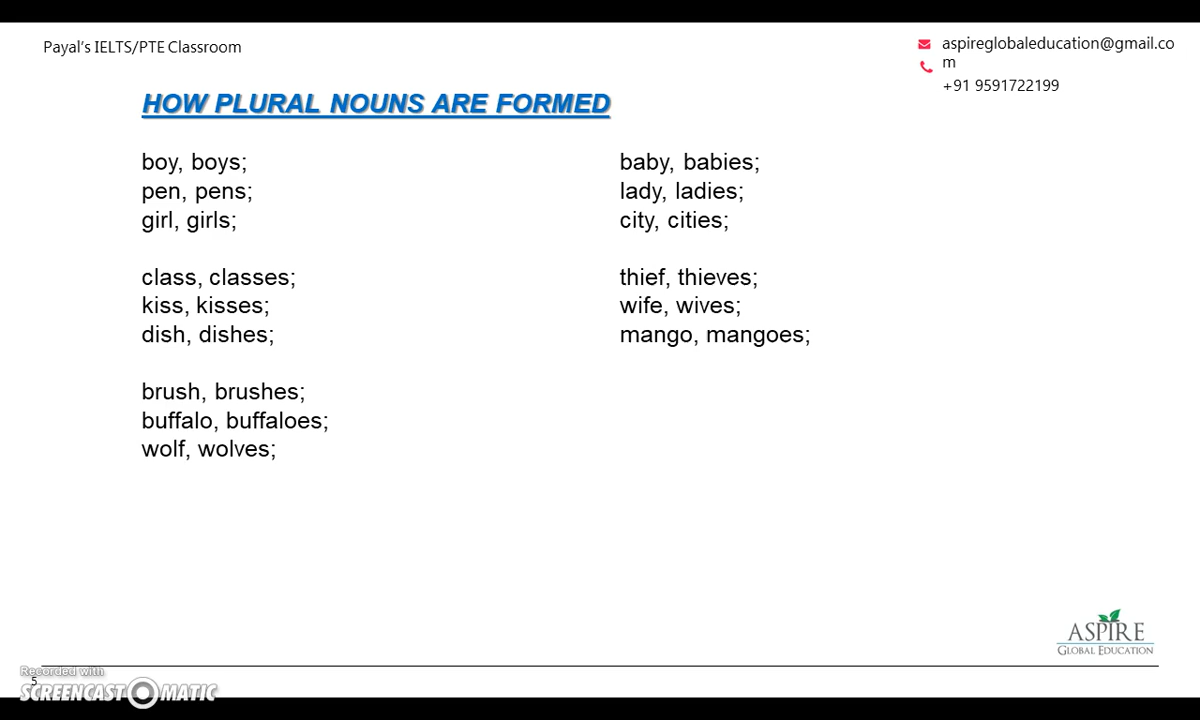 Payal's IELTS/PTE Classroom
aspireglobaleducation@gmail.co
m
+91 9591722199
HOW PLURAL NOUNS ARE FORMED
boy, boys;
pen, pens;
girl, girls;
class, classes;
kiss, kisses;
dish, dishes;
brush, brushes;
buffalo, buffaloes;
wolf, wolves;
baby, babies;
lady, ladies;
city, cities;
thief, thieves;
wife, wives;
mango, mangoes;
ASPIRE
GLOBAL EDUCATION
Recorded with
5
SCREENCAST MATIC